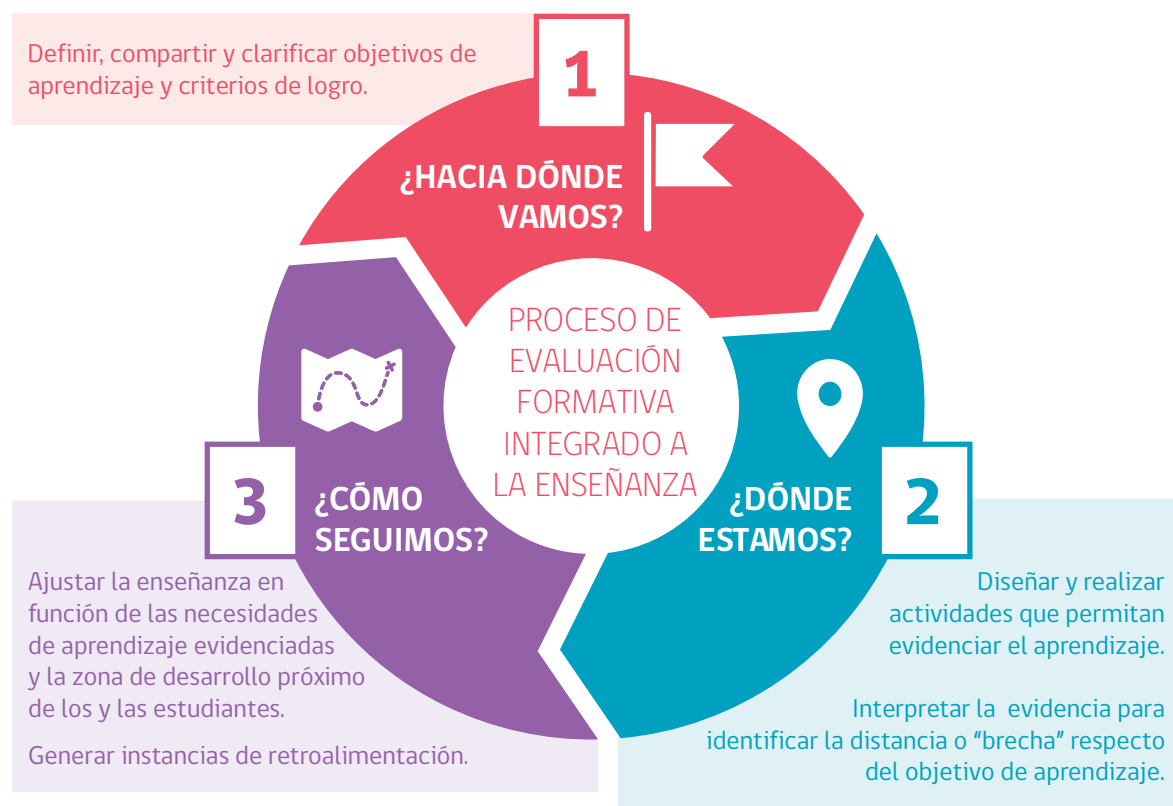 Definir, compartir y clarificar objetivos de
aprendizaje y criterios de logro.
1
¿HACIA DÓNDE
VAMOS?
PROCESO DE
EVALUACIÓN
FORMATIVA
INTEGRADO A
LA ENSEÑANZA
2
¿DÓNDE
ESTAMOS?
Diseñar y realizar
actividades que permitan
evidenciar el aprendizaje.
Interpretar la evidencia para
identificar la distancia o “brecha” respecto
del objetivo de aprendizaje.
3
¿CÓMO
SEGUIMOS?
Ajustar la enseñanza en
función de las necesidades
de aprendizaje evidenciadas
y la zona de desarrollo próximo
de los y las estudiantes.
Generar instancias de retroalimentación.